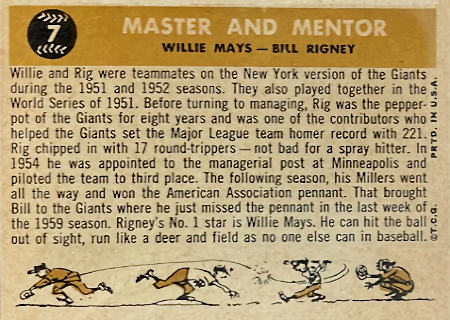 7
MASTER AND MENTOR
WILLIE MAYS — BILL RIGNEY
Willie and Rig were teammates on the New York version of the Giants
during the 1951 and 1952 seasons. They also played together in the
World Series of 1951. Before turning to managing, Rig was the pepper-
pot of the Giants for eight years and was one of the contributors who
helped the Giants set the Major League team homer record with 221.
Rig chipped in with 17 round-trippers — not bad for a spray hitter. In
1954 he was appointed to the managerial post at Minneapolis and
piloted the team to third place. The following season, his Millers went
all the way and won the American Association pennant. That brought
Bill to the Giants where he just missed the pennant in the last week of
the 1959 season. Rigney's No. 1 star is Willie Mays. He can hit the ball
out of sight, run like a deer and field as no one else can in baseball.
©T.C.G. PRTD. IN U.S.A.